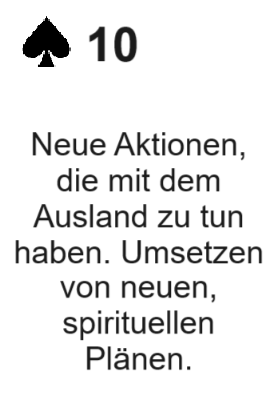 ♠ 10
Neue Aktionen,
die mit dem
Ausland zu tun
haben. Umsetzen
von neuen,
spirituellen
Plänen.